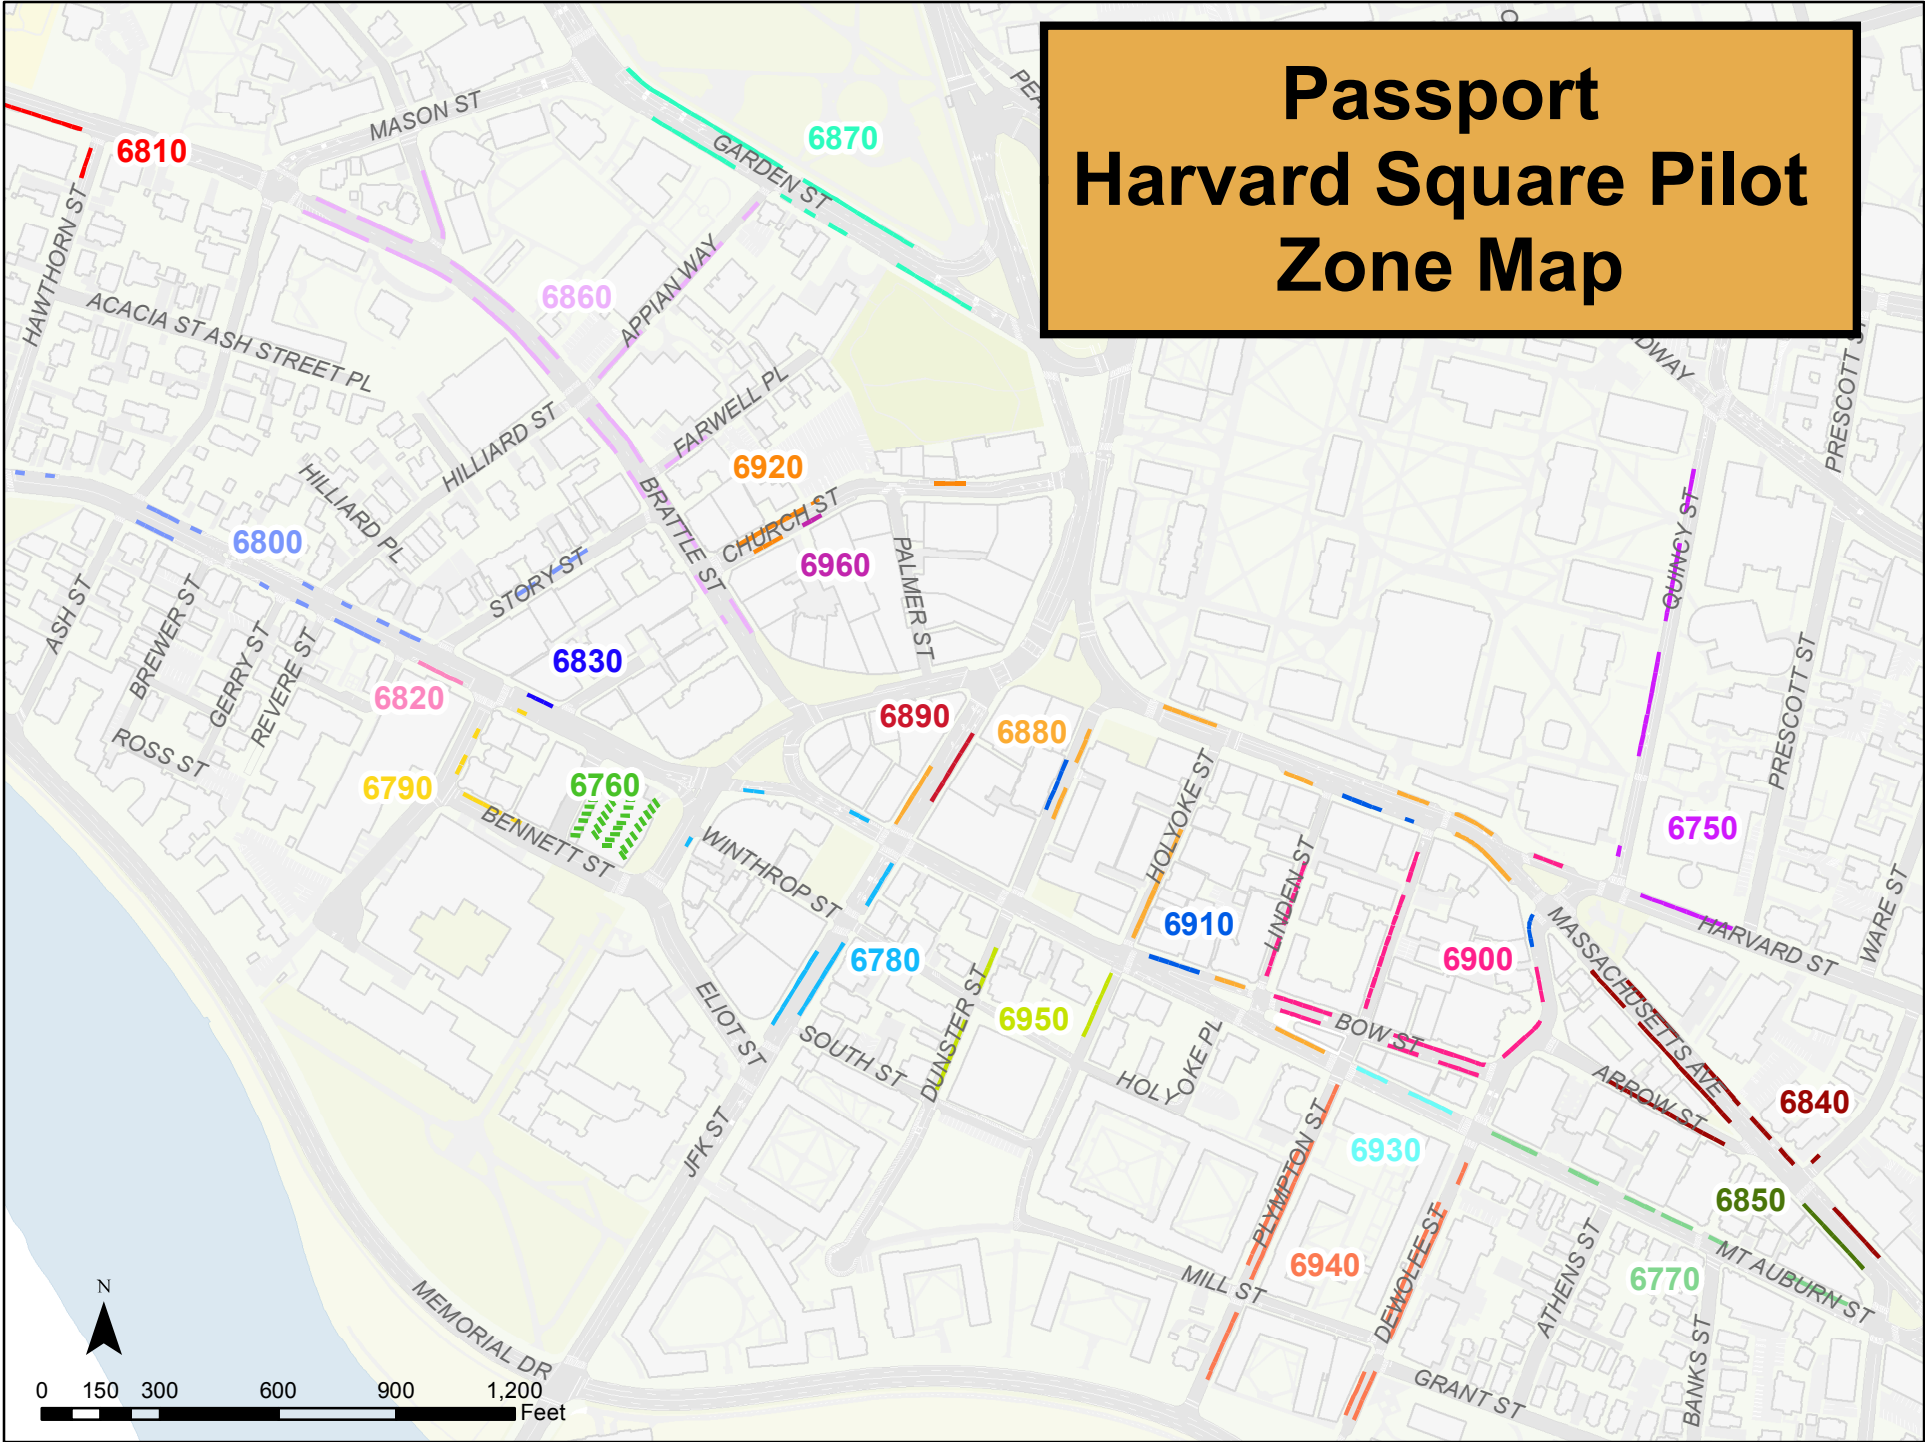 Passport
Harvard Square Pilot
Zone Map
MASON ST
6810
GARDEN ST
6870
HAWTHORN ST
ACACIA ST
ASH STREET PL
6860
APPIAN WAY
FARWELL PL
HILLIARD ST
HILLIARD PL
6920
CHURCH ST
6960
BRATTLE ST
PALMER ST
6800
STORY ST
ASH ST
BREWER ST
GERRY ST
REVERE ST
ROSS ST
6830
6820
6790
6760
BENNETT ST
6890
6880
WINTHROP ST
6780
ELIOT ST
SOUTH ST
JFK ST
DUNSTER ST
6950
HOLYOKE ST
HOLYOKE PL
6910
LINDEN ST
6900
BOW ST
PRESCOTT ST
QUINCY ST
PRESCOTT ST
6750
HARVARD ST
WARE ST
MASSACHUSETTS AVE
ARROW ST
6840
6850
6930
PLYMPTON ST
6940
DEWOLFE ST
MILL ST
ATHENS ST
6770
MT AUBURN ST
BANKS ST
GRANT ST
MEMORIAL DR
N
0 150 300 600 900 1,200
Feet